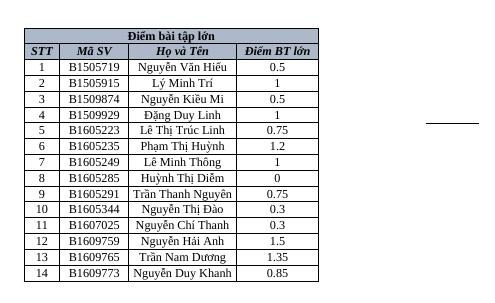 Điểm bài tập lớn
STT Mã SV Họ và Tên Điểm BT lớn
1 B1505719 Nguyễn Văn Hiếu 0.5
2 B1505915 Lý Minh Trí 1
3 B1509874 Nguyễn Kiều Mi 0.5
4 B1509929 Đặng Duy Linh 1
5 B1605223 Lê Thị Trúc Linh 0.75
6 B1605235 Phạm Thị Huỳnh 1.2
7 B1605249 Lê Minh Thông 1
8 B1605285 Huỳnh Thị Diễm 0
9 B1605291 Trần Thanh Nguyên 0.75
10 B1605344 Nguyễn Thị Đào 0.3
11 B1607025 Nguyễn Chí Thanh 0.3
12 B1609759 Nguyễn Hải Anh 1.5
13 B1609765 Trần Nam Dương 1.35
14 B1609773 Nguyễn Duy Khanh 0.85